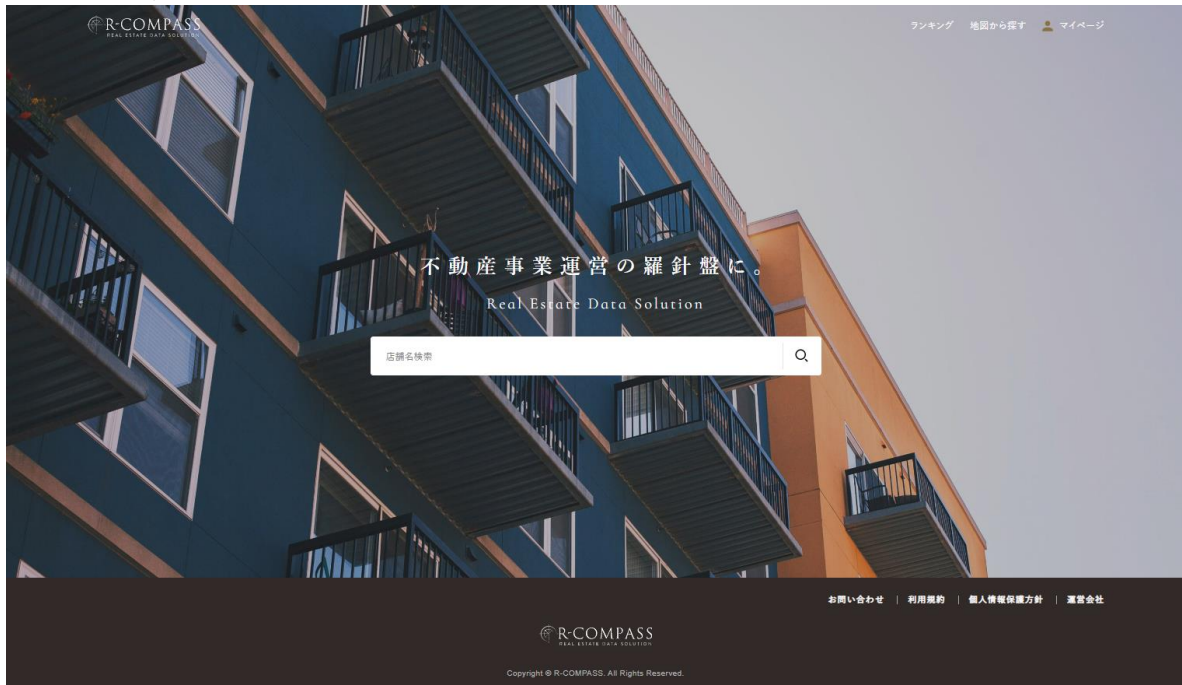 R-COMPASS
REAL ESTATE DATA SOLUTION
ランキング 地図から探す マイページ
不動産事業運営の羅針盤に。
Real Estate Data Solution
店舗名検索
お問い合わせ | 利用規約 | 個人情報保護方針 | 運営会社
R-COMPASS
REAL ESTATE DATA SOLUTION
Copyright © R-COMPASS. All Rights Reserved.